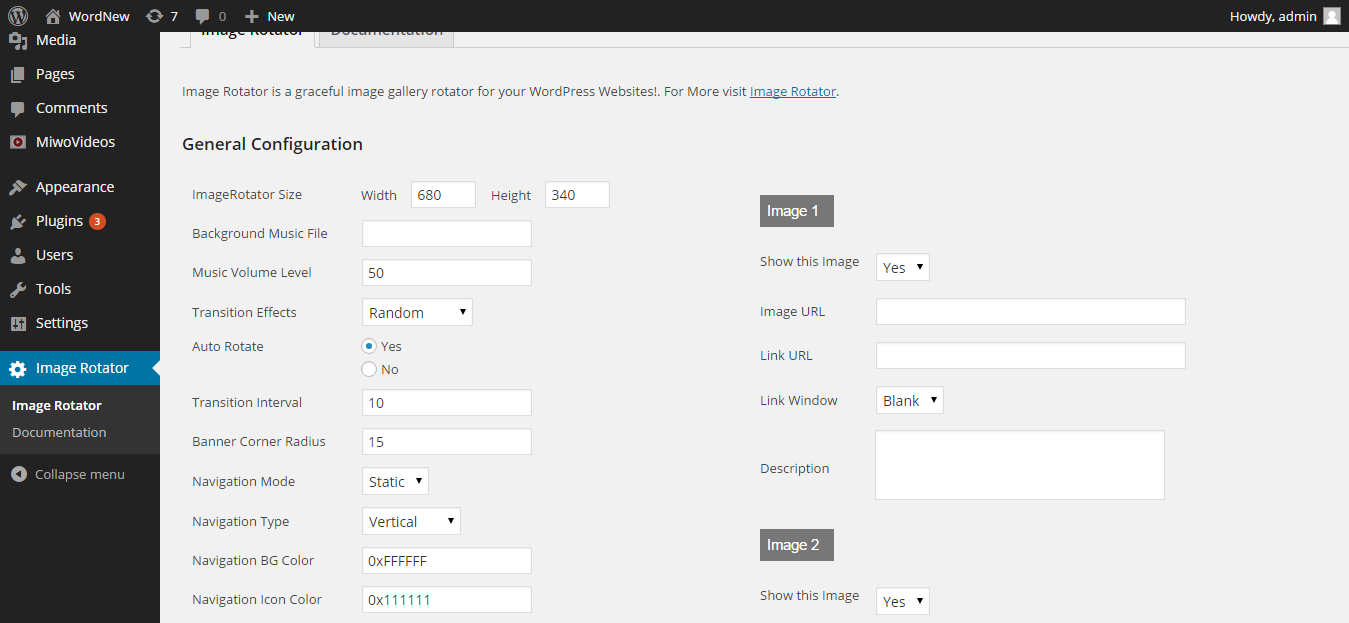 WordNew 7 0 New Howdy, admin
Media
Pages
Comments
MiwoVideos
Appearance
Plugins 3
Users
Tools
Settings
Image Rotator
Image Rotator
Documentation
Collapse menu
Image Rotator Documentation
Image Rotator is a graceful image gallery rotator for your WordPress Websites!. For More visit Image Rotator.
General Configuration
ImageRotator Size Width 680 Height 340
Background Music File
Music Volume Level 50
Transition Effects Random
Auto Rotate Yes
No
Transition Interval 10
Banner Corner Radius 15
Navigation Mode Static
Navigation Type Vertical
Navigation BG Color 0xFFFFFF
Navigation Icon Color 0x111111
Image 1
Show this Image Yes
Image URL
Link URL
Link Window Blank
Description
Image 2
Show this Image Yes